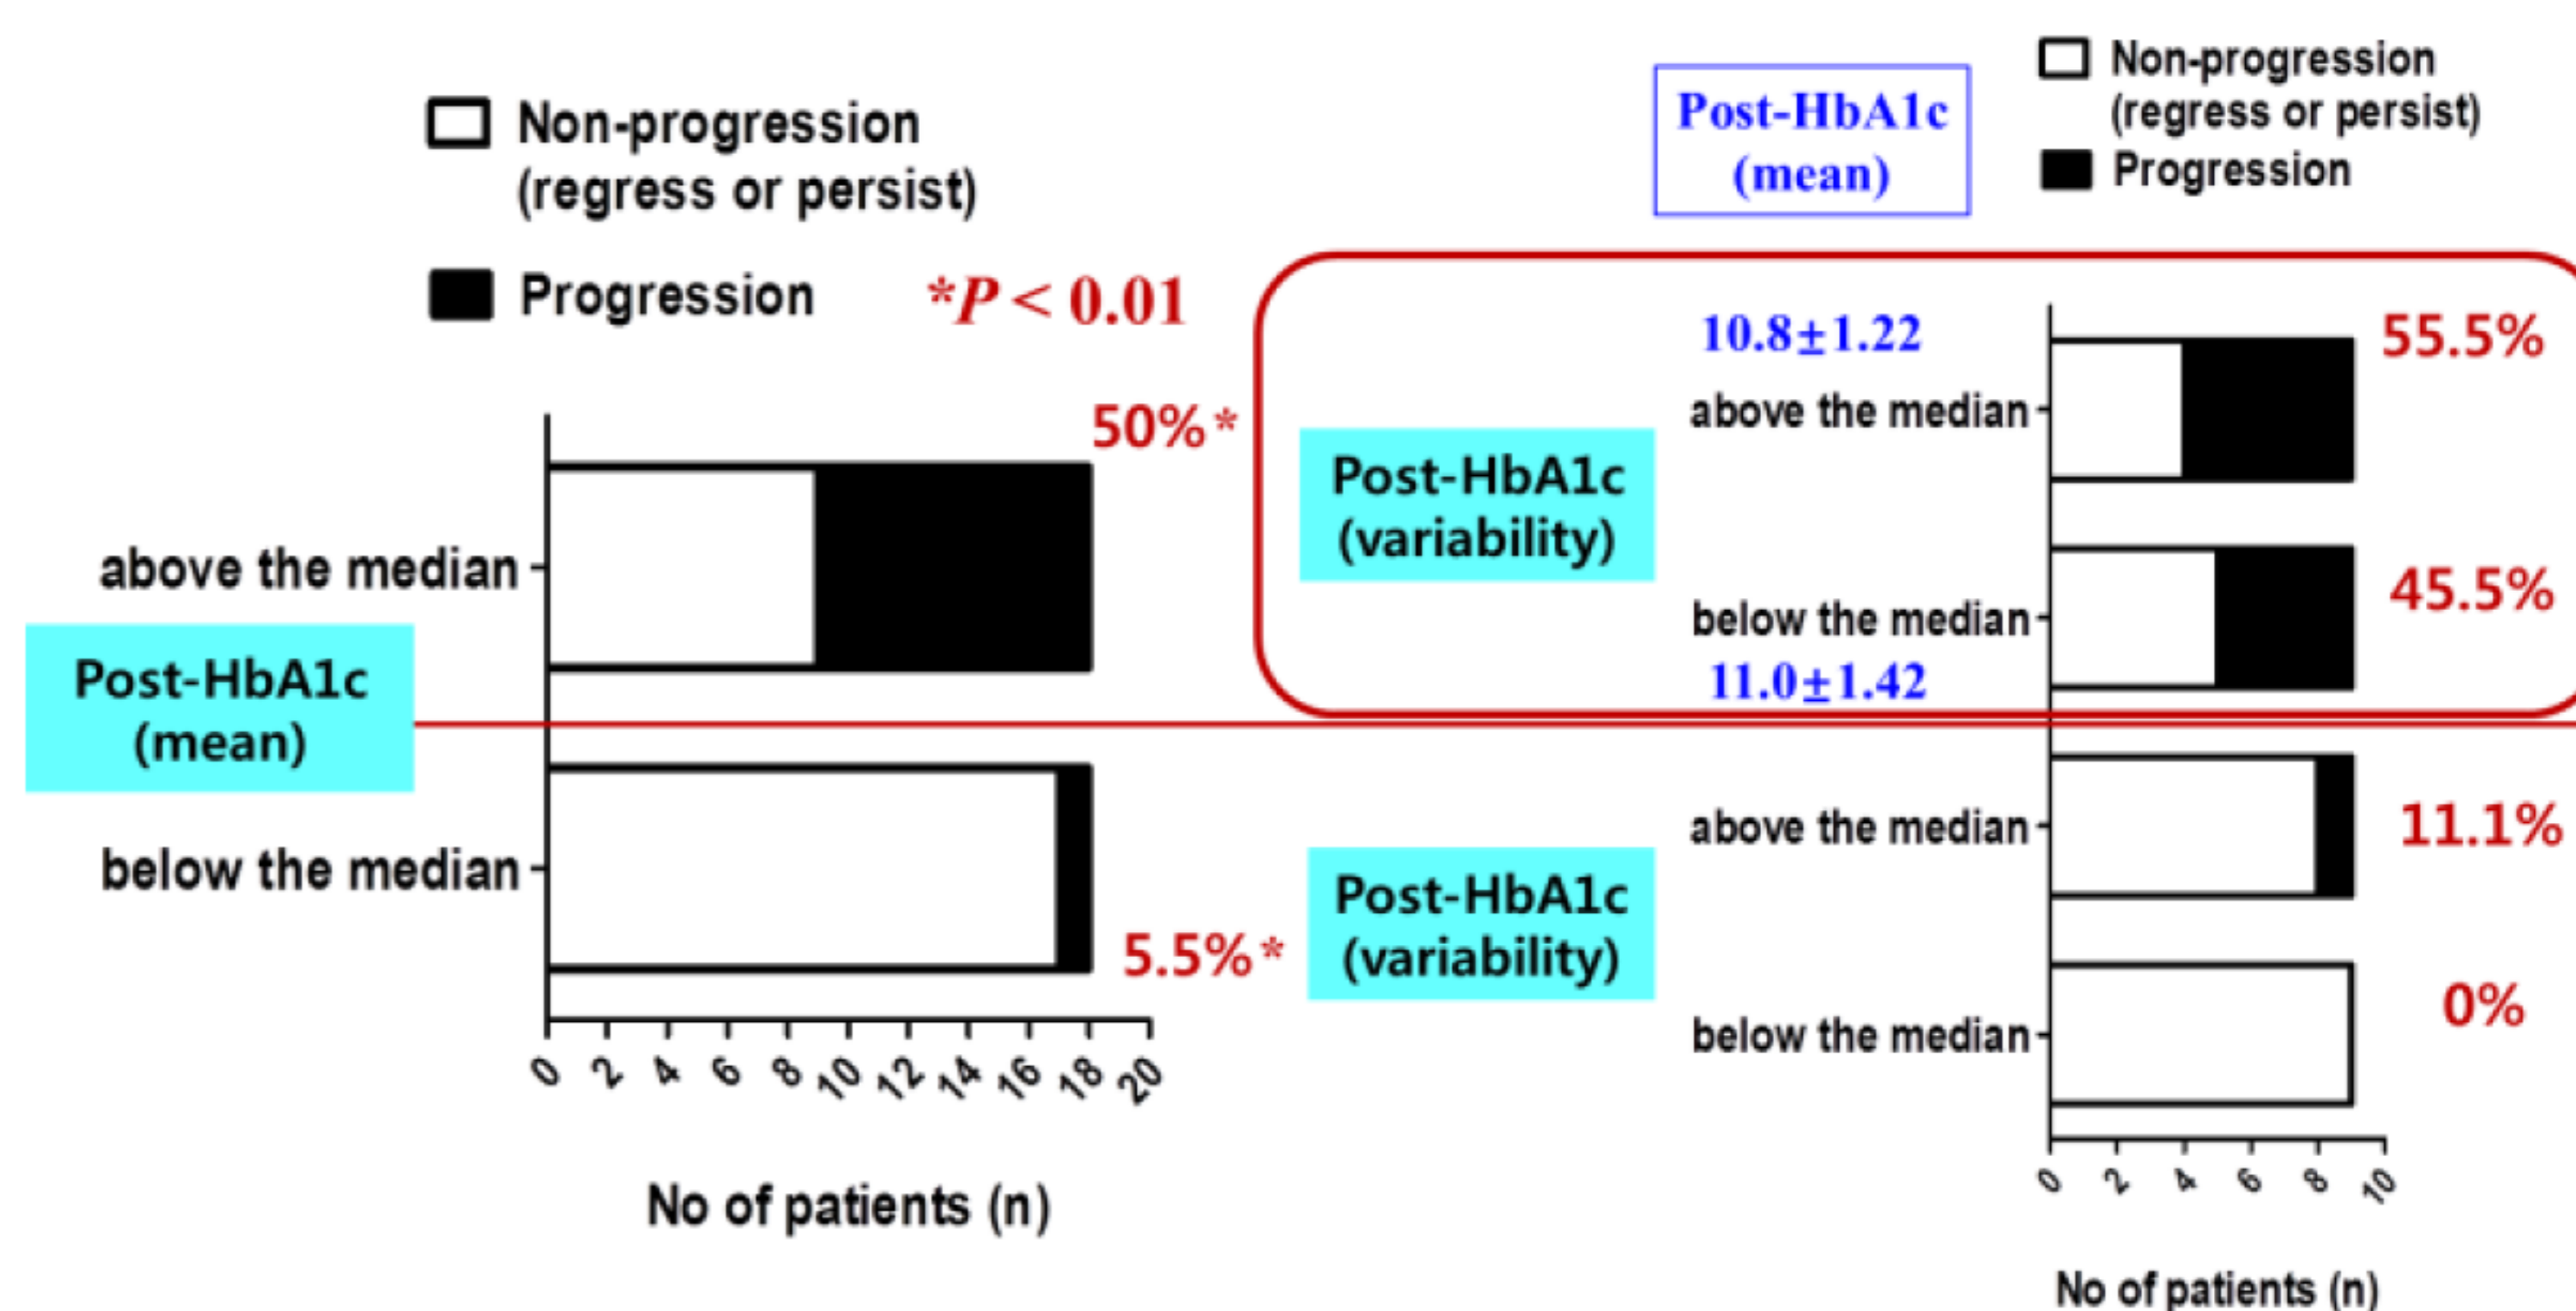 Non-progression
(regress or persist)
Progression
*P < 0.01
50%*
above the median
Post-HbA1c
(mean)
below the median
5.5%*
0 2 4 6 8 10 12 14 16 18 20
No of patients (n)
Post-HbA1c
(mean)
Non-progression
(regress or persist)
Progression
10.8±1.22
above the median
55.5%
Post-HbA1c
(variability)
below the median
45.5%
11.0±1.42
above the median
11.1%
Post-HbA1c
(variability)
below the median
0%
0 2 4 6 8 10
No of patients (n)